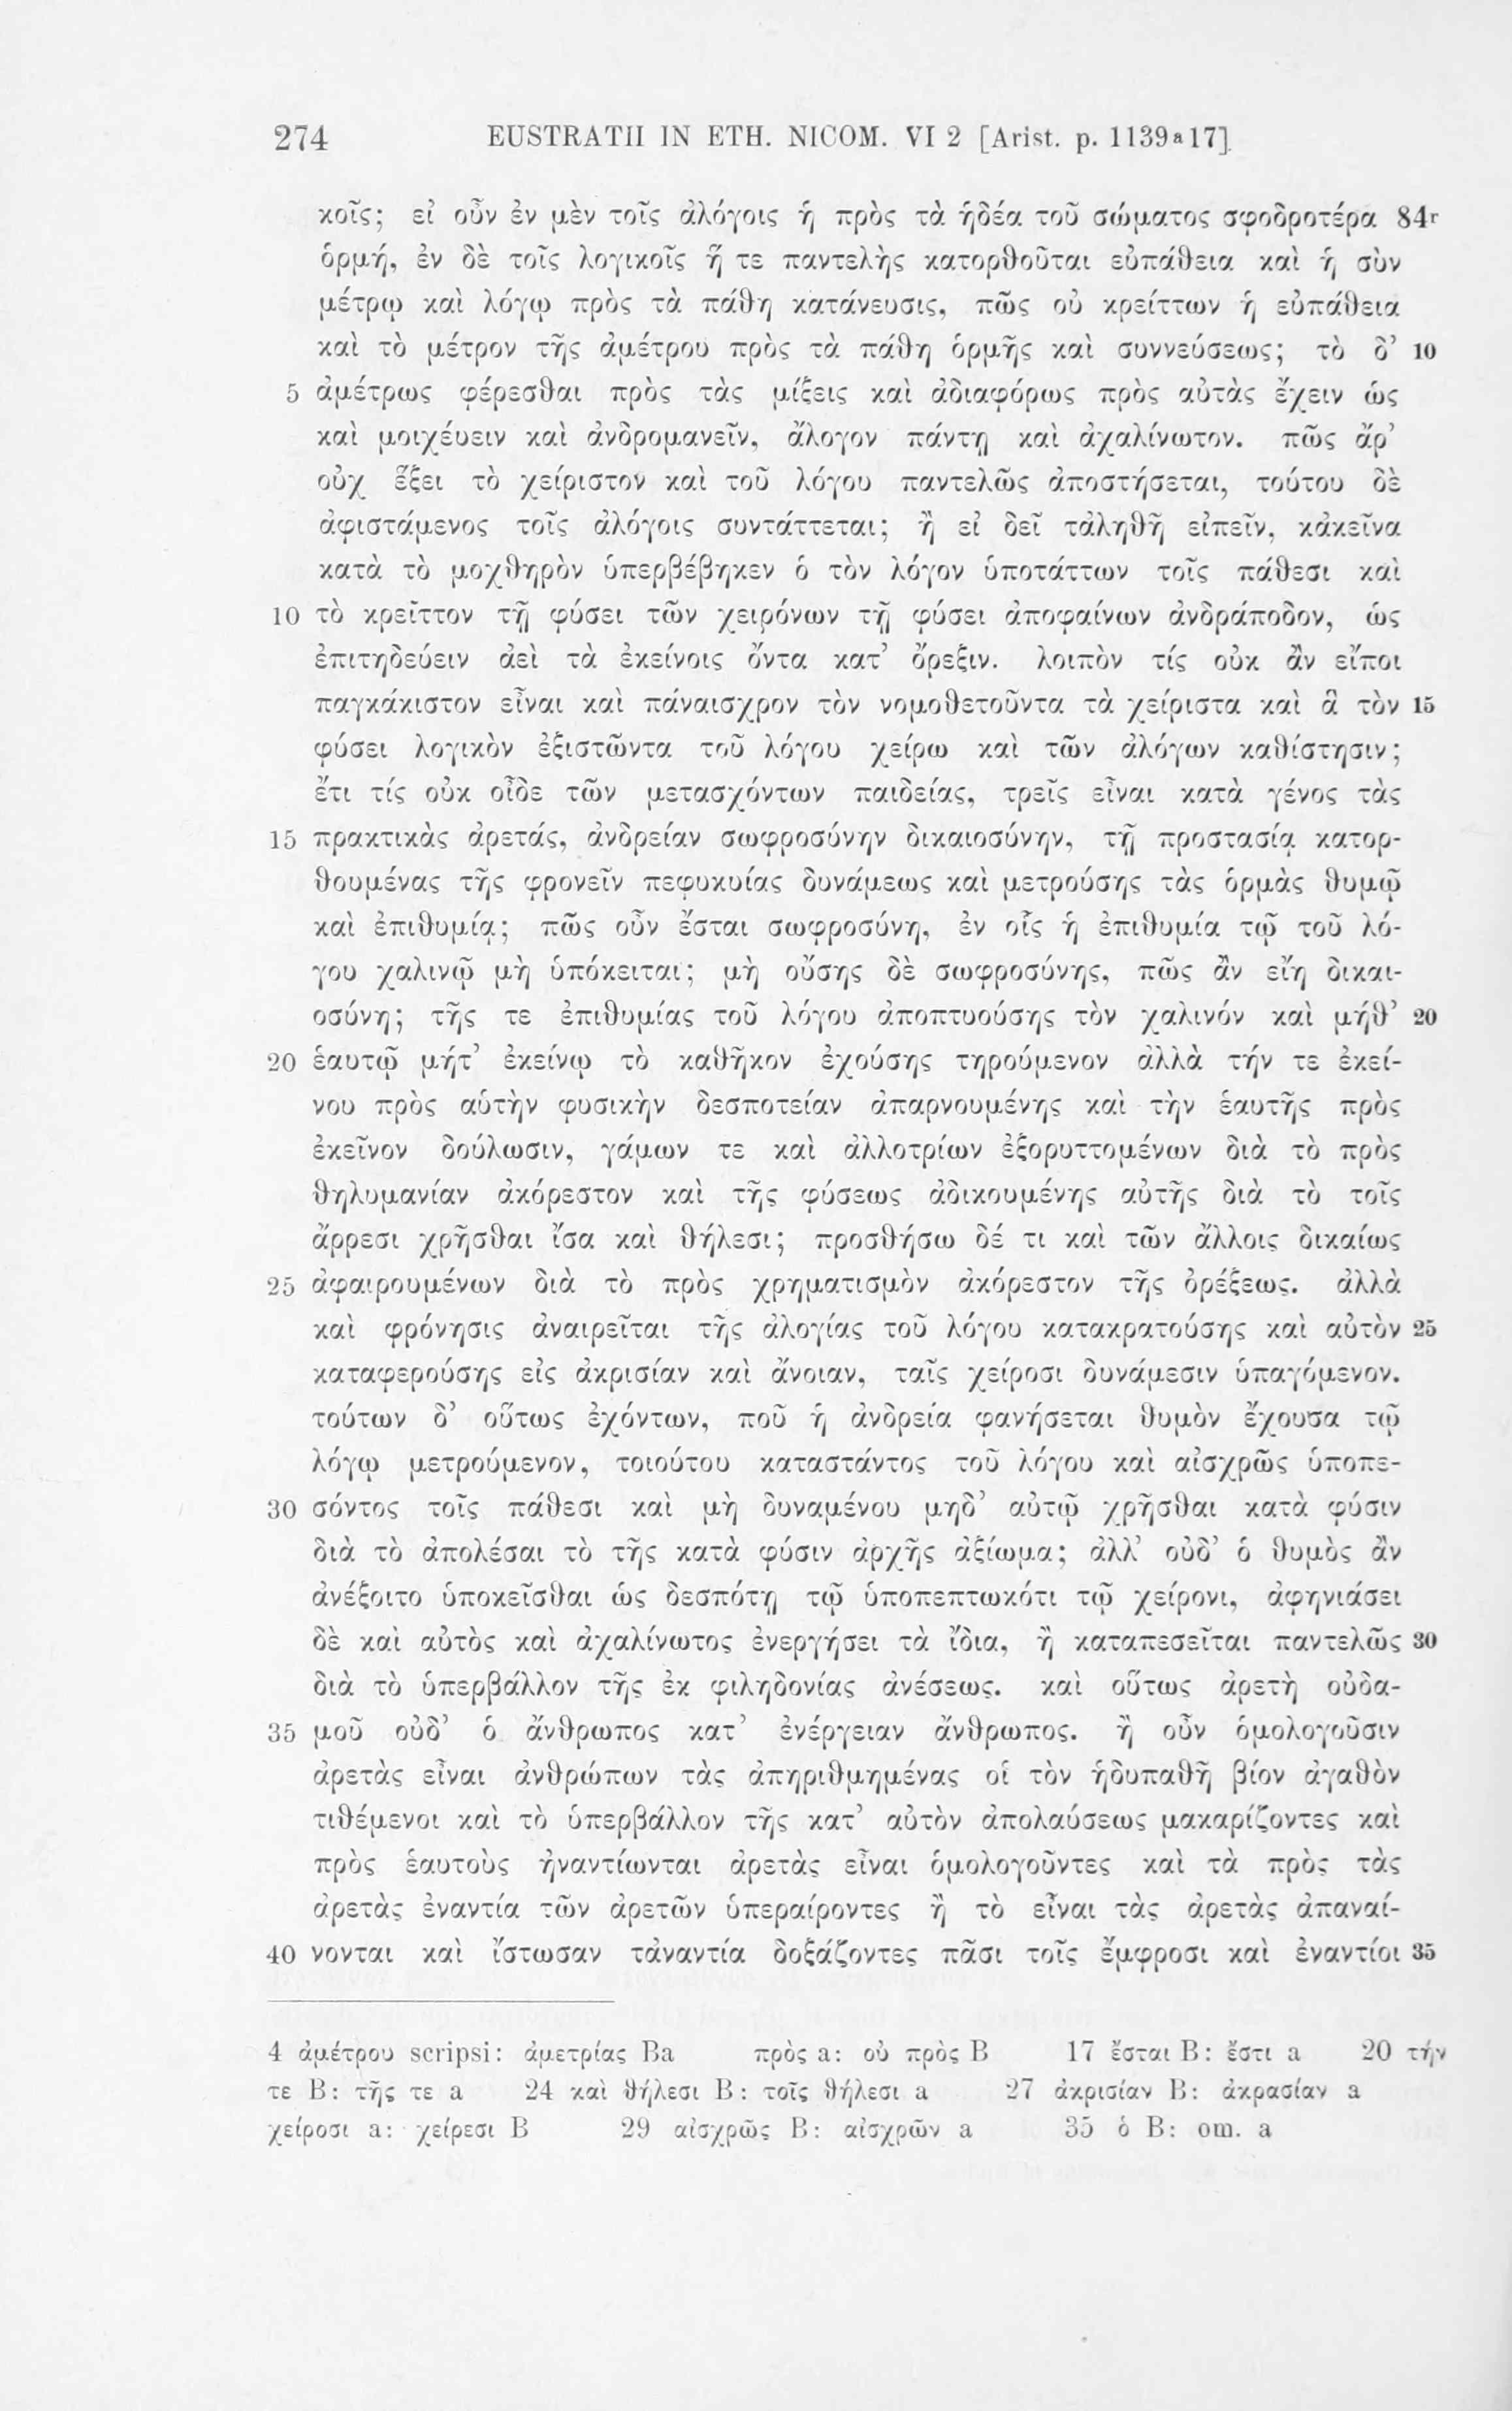 274 EUSTRATII IN ETH. NICOM. VI 2 [Arist. p. 1139a17]
κοῖς; εἰ οὖν ἐν μὲν τοῖς ἀλόγοις ἡ πρὸς τὰ ἡδέα τοῦ σώματος σφοδροτέρα 84r
ὁρμή, ἐν δὲ τοῖς λογικοῖς ἥ τε παντελὴς κατορθοῦται εὐπάθεια καὶ ἡ σὺν
μέτρῳ καὶ λόγῳ πρὸς τὰ πάθη κατάνευσις, πῶς οὐ κρείττων ἡ εὐπάθεια
καὶ τὸ μέτρον τῆς ἀμέτρου πρὸς τὰ πάθη ὁρμῆς καὶ συννεύσεως; τὸ δ’ 10
5 ἀμέτρως φέρεσθαι πρὸς τὰς μίξεις καὶ ἀδιαφόρως πρὸς αὐτὰς ἔχειν ὡς
καὶ μοιχεύειν καὶ ἀνδρομανεῖν, ἄλογον πάντῃ καὶ ἀχαλίνωτον. πῶς ἄρ’
οὐχ ἕξει τὸ χείριστον καὶ τοῦ λόγου παντελῶς ἀποστήσεται, τούτου δὲ
ἀφιστάμενος τοῖς ἀλόγοις συντάττεται; ἢ εἰ δεῖ τἀληθῆ εἰπεῖν, κἀκεῖνα
κατὰ τὸ μοχθηρὸν ὑπερβέβηκεν ὁ τὸν λόγον ὑποτάττων τοῖς πάθεσι καὶ
10 τὸ κρεῖττον τῇ φύσει τῶν χειρόνων τῇ φύσει ἀποφαίνων ἀνδράποδον, ὡς
ἐπιτηδεύειν ἀεὶ τὰ ἐκείνοις ὄντα κατ’ ὄρεξιν. λοιπὸν τίς οὐκ ἂν εἴποι
παγκάκιστον εἶναι καὶ πάναισχρον τὸν νομοθετοῦντα τὰ χείριστα καὶ ἃ τὸν 15
φύσει λογικὸν ἐξιστῶντα τοῦ λόγου χείρω καὶ τῶν ἀλόγων καθίστησιν;
ἔτι τίς οὐκ οἶδε τῶν μετασχόντων παιδείας, τρεῖς εἶναι κατὰ γένος τὰς
15 πρακτικὰς ἀρετάς, ἀνδρείαν σωφροσύνην δικαιοσύνην, τῇ προστασίᾳ κατορ-
θουμένας τῆς φρονεῖν πεφυκυίας δυνάμεως καὶ μετρούσης τὰς ὁρμὰς θυμῷ
καὶ ἐπιθυμίᾳ; πῶς οὖν ἔσται σωφροσύνη, ἐν οἷς ἡ ἐπιθυμία τῷ τοῦ λό-
γου χαλινῷ μὴ ὑπόκειται; μὴ οὔσης δὲ σωφροσύνης, πῶς ἂν εἴη δικαι-
οσύνη; τῆς τε ἐπιθυμίας τοῦ λόγου ἀποπτυούσης τὸν χαλινόν καὶ μήθ’ 20
20 ἑαυτῷ μήτ’ ἐκείνῳ τὸ καθῆκον ἐχούσης τηρούμενον ἀλλὰ τήν τε ἐκεί-
νου πρὸς αὑτὴν φυσικὴν δεσποτείαν ἀπαρνουμένης καὶ τὴν ἑαυτῆς πρὸς
ἐκεῖνον δούλωσιν, γάμων τε καὶ ἀλλοτρίων ἐξορυττομένων διὰ τὸ πρὸς
θηλυμανίαν ἀκόρεστον καὶ τῆς φύσεως ἀδικουμένης αὐτῆς διὰ τὸ τοῖς
ἄρρεσι χρῆσθαι ἴσα καὶ θήλεσι; προσθήσω δέ τι καὶ τῶν ἄλλοις δικαίως
25 ἀφαιρουμένων διὰ τὸ πρὸς χρηματισμὸν ἀκόρεστον τῆς ὀρέξεως. ἀλλὰ
καὶ φρόνησις ἀναιρεῖται τῆς ἀλογίας τοῦ λόγου κατακρατούσης καὶ αὐτὸν 25
καταφερούσης εἰς ἀκρισίαν καὶ ἄνοιαν, ταῖς χείροσι δυνάμεσιν ὑπαγόμενον.
τούτων δ’ οὕτως ἐχόντων, ποῦ ἡ ἀνδρεία φανήσεται θυμὸν ἔχουσα τῷ
λόγῳ μετρούμενον, τοιούτου καταστάντος τοῦ λόγου καὶ αἰσχρῶς ὑποπε-
30 σόντος τοῖς πάθεσι καὶ μὴ δυναμένου μηδ’ αὐτῷ χρῆσθαι κατὰ φύσιν
διὰ τὸ ἀπολέσαι τὸ τῆς κατὰ φύσιν ἀρχῆς ἀξίωμα; ἀλλ’ οὐδ’ ὁ θυμὸς ἂν
ἀνέξοιτο ὑποκεῖσθαι ὡς δεσπότῃ τῷ ὑποπεπτωκότι τῷ χείρονι, ἀφηνιάσει
δὲ καὶ αὐτὸς καὶ ἀχαλίνωτος ἐνεργήσει τὰ ἴδια, ἢ καταπεσεῖται παντελῶς 30
διὰ τὸ ὑπερβάλλον τῆς ἐκ φιληδονίας ἀνέσεως. καὶ οὕτως ἀρετὴ οὐδα-
35 μοῦ οὐδ’ ὁ ἄνθρωπος κατ’ ἐνέργειαν ἄνθρωπος. ἢ οὖν ὁμολογοῦσιν
ἀρετὰς εἶναι ἀνθρώπων τὰς ἀπηριθμημένας οἱ τὸν ἡδυπαθῆ βίον ἀγαθὸν
τιθέμενοι καὶ τὸ ὑπερβάλλον τῆς κατ’ αὐτὸν ἀπολαύσεως μακαρίζοντες καὶ
πρὸς ἑαυτοὺς ἠναντίωνται ἀρετὰς εἶναι ὁμολογοῦντες καὶ τὰ πρὸς τὰς
ἀρετὰς ἐναντία τῶν ἀρετῶν ὑπεραίροντες ἢ τὸ εἶναι τὰς ἀρετὰς ἀπαναί-
40 νονται καὶ ἴστωσαν τἀναντία δοξάζοντες πᾶσι τοῖς ἔμφροσι καὶ ἐναντίοι 35
4 ἀμέτρου scripsi: ἀμετρίας Ba πρὸς a: οὐ πρὸς B 17 ἔσται B: ἔστι a 20 τήν
τε B: τῆς τε a 24 καὶ θήλεσι B: τοῖς θήλεσι a 27 ἀκρισίαν B: ἀκρασίαν a
χείροσι a: χείρεσι B 29 αἰσχρῶς B: αἰσχρῶν a 35 ὁ B: om. a